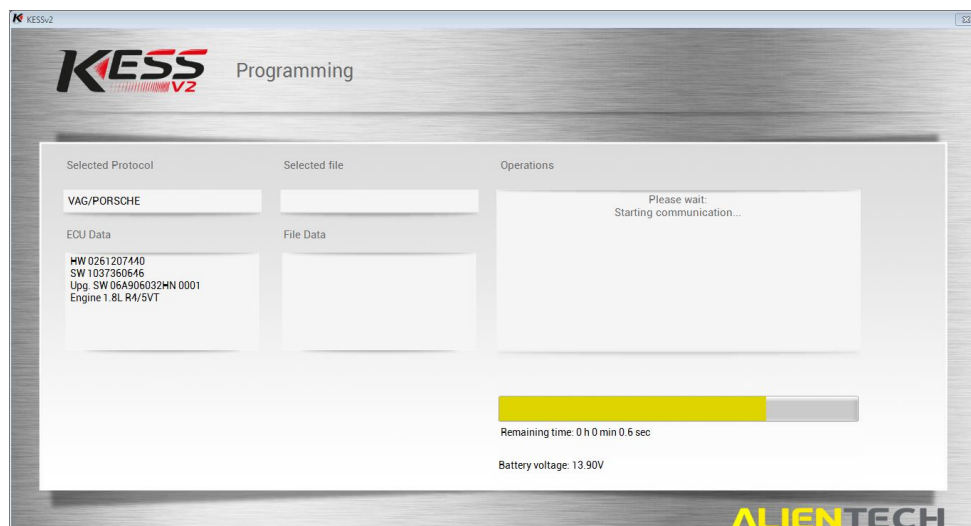 KESSv2
KESS V2
Programming
Selected Protocol
Selected file
Operations
VAG/PORSCHE
Please wait:
Starting communication...
ECU Data
File Data
HW 0261207440
SW 1037360646
Upg. SW 06A906032HN 0001
Engine 1.8L R4/5VT
Remaining time: 0 h 0 min 0.6 sec
Battery voltage: 13.90V
ALIENTECH